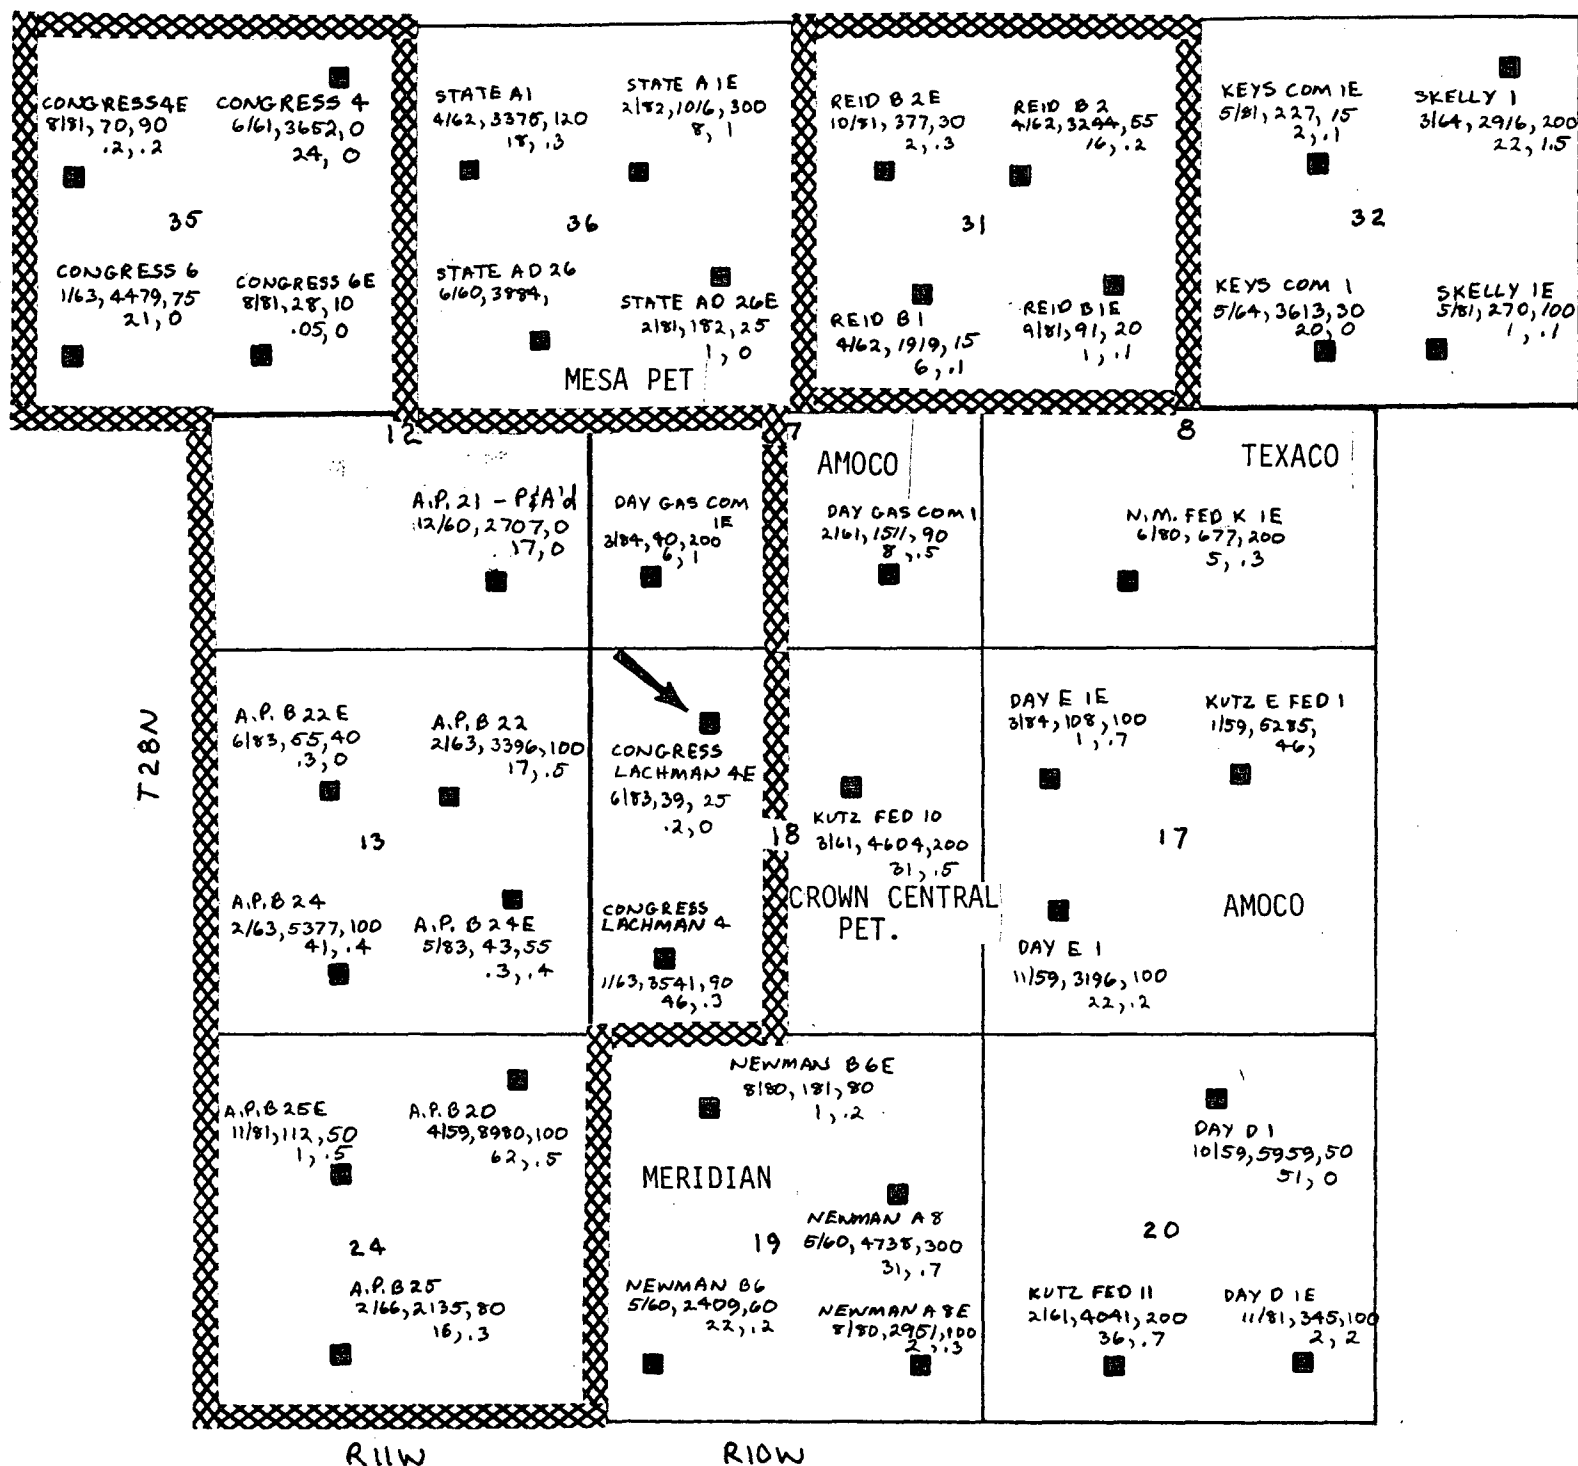 CONGRESS 4E
8/81, 70, 90
.2, .2
CONGRESS 4
6/61, 3652, 0
24, 0
35
CONGRESS 6
1/63, 4479, 75
21, 0
CONGRESS 6E
8/81, 28, 10
.05, 0
STATE A1
4/62, 3375, 120
18, .3
STATE A 1E
2/82, 1016, 300
8, 1
36
STATE AD 26
6/60, 3984,
STATE AD 26E
2/81, 182, 25
1, 0
MESA PET
REID B 2E
10/81, 377, 30
2, .3
REID B 2
4/62, 3244, 55
16, .2
31
REID B 1
4/62, 1919, 15
6, .1
REID B1E
9/81, 91, 20
1, .1
KEYS COM 1E
5/81, 227, 15
2, .1
SKELLY 1
3/64, 2916, 200
22, 1.5
32
KEYS COM 1
5/64, 3613, 30
20, 0
SKELLY 1E
5/81, 270, 100
1, .1
12
A.P. 21 - P&A'd
12/60, 2707, 0
17, 0
DAY GAS COM
1E
3/84, 40, 200
6, 1
7
AMOCO
DAY GAS COM 1
2/61, 1511, 90
8, .5
8
TEXACO
N.M. FED K 1E
6/80, 677, 200
5, .3
T28N
A.P. B 22E
6/83, 55, 40
.3, 0
A.P. B 22
2/63, 3396, 100
17, .5
13
A.P. B 24
2/63, 5377, 100
41, .4
A.P. B 24E
5/83, 43, 55
.3, .4
CONGRESS
LACHMAN 4E
6/83, 39, 25
.2, 0
CONGRESS
LACHMAN 4
1/63, 3541, 90
46, .3
18
KUTZ FED 10
3/61, 4604, 200
31, .5
CROWN CENTRAL
PET.
DAY E 1E
3/84, 108, 100
1, .7
KUTZ E FED 1
1/59, 5285,
46,
17
DAY E 1
11/59, 3196, 100
22, .2
AMOCO
A.P. B 25E
11/81, 112, 50
1, .5
A.P. B 20
4/59, 8980, 100
62, .5
24
A.P. B 25
2/66, 2135, 80
16, .3
NEWMAN B 6E
8/80, 181, 80
1, .2
MERIDIAN
NEWMAN A 8
5/60, 4738, 300
31, .7
19
NEWMAN B6
5/60, 2409, 60
22, .2
NEWMAN A 8E
8/80, 2951, 100
2, .3
DAY D 1
10/59, 5959, 50
51, 0
20
KUTZ FED 11
2/61, 4041, 200
36, .7
DAY D 1E
11/81, 345, 100
2, 2
R11W
R10W